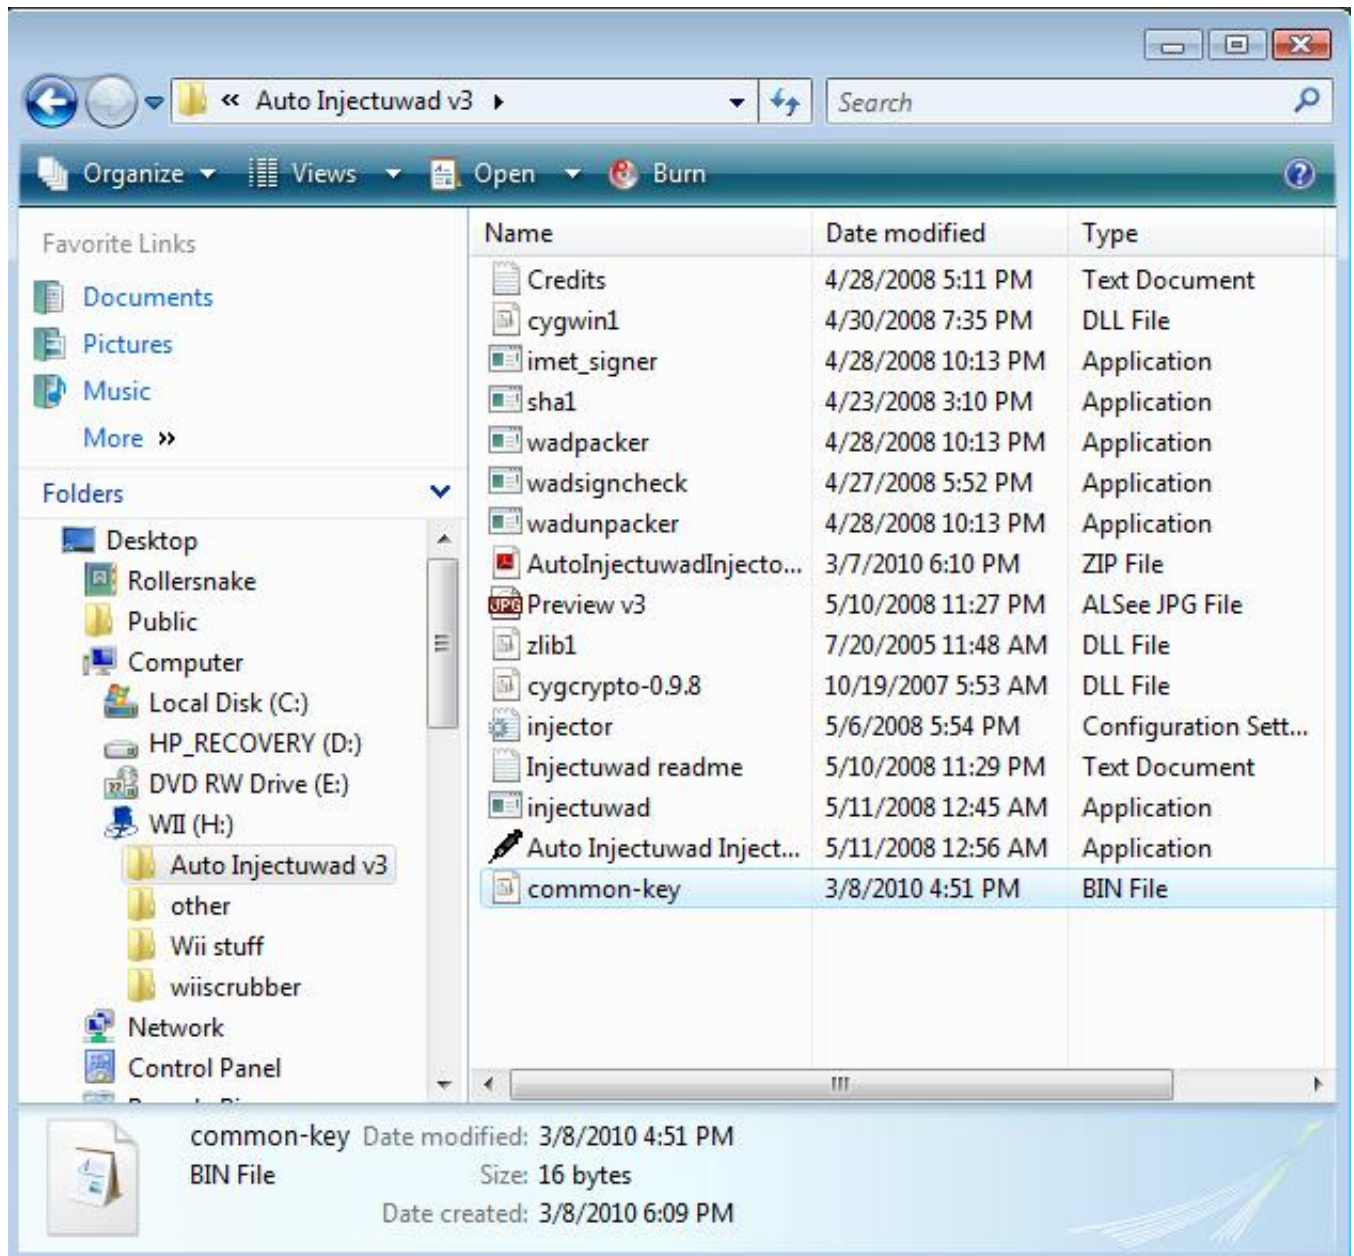 « Auto Injectuwad v3
Search
Organize Views Open Burn
Favorite Links
Documents
Pictures
Music
More »
Folders
Desktop
Rollersnake
Public
Computer
Local Disk (C:)
HP_RECOVERY (D:)
DVD RW Drive (E:)
WII (H:)
Auto Injectuwad v3
other
Wii stuff
wiiscrubber
Network
Control Panel
Name Date modified Type
Credits 4/28/2008 5:11 PM Text Document
cygwin1 4/30/2008 7:35 PM DLL File
imet_signer 4/28/2008 10:13 PM Application
sha1 4/23/2008 3:10 PM Application
wadpacker 4/28/2008 10:13 PM Application
wadsigncheck 4/27/2008 5:52 PM Application
wadunpacker 4/28/2008 10:13 PM Application
AutoInjectuwadInjecto... 3/7/2010 6:10 PM ZIP File
JPG Preview v3 5/10/2008 11:27 PM ALSee JPG File
zlib1 7/20/2005 11:48 AM DLL File
cygcrypto-0.9.8 10/19/2007 5:53 AM DLL File
injector 5/6/2008 5:54 PM Configuration Sett...
Injectuwad readme 5/10/2008 11:29 PM Text Document
injectuwad 5/11/2008 12:45 AM Application
Auto Injectuwad Inject... 5/11/2008 12:56 AM Application
common-key 3/8/2010 4:51 PM BIN File
common-key Date modified: 3/8/2010 4:51 PM
BIN File Size: 16 bytes
Date created: 3/8/2010 6:09 PM